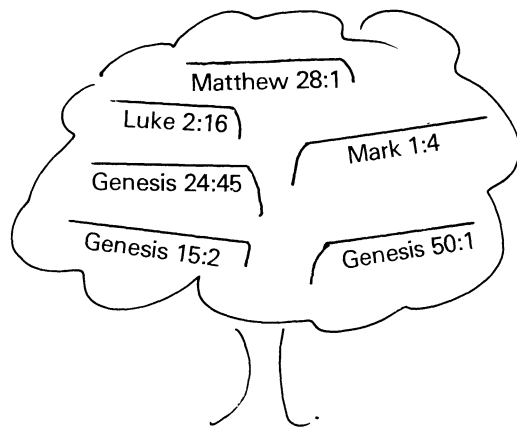 Matthew 28:1
Luke 2:16
Mark 1:4
Genesis 24:45
Genesis 15:2
Genesis 50:1